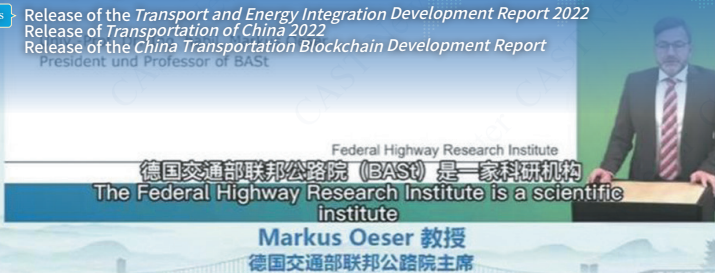 s
Release of the Transport and Energy Integration Development Report 2022
Release of Transportation of China 2022
Release of the China Transportation Blockchain Development Report
President und Professor of BASt
Federal Highway Research Institute
德国交通部联邦公路院（BASt）是一家科研机构
The Federal Highway Research Institute is a scientific
institute
Markus Oeser 教授
德国交通部联邦公路院主席